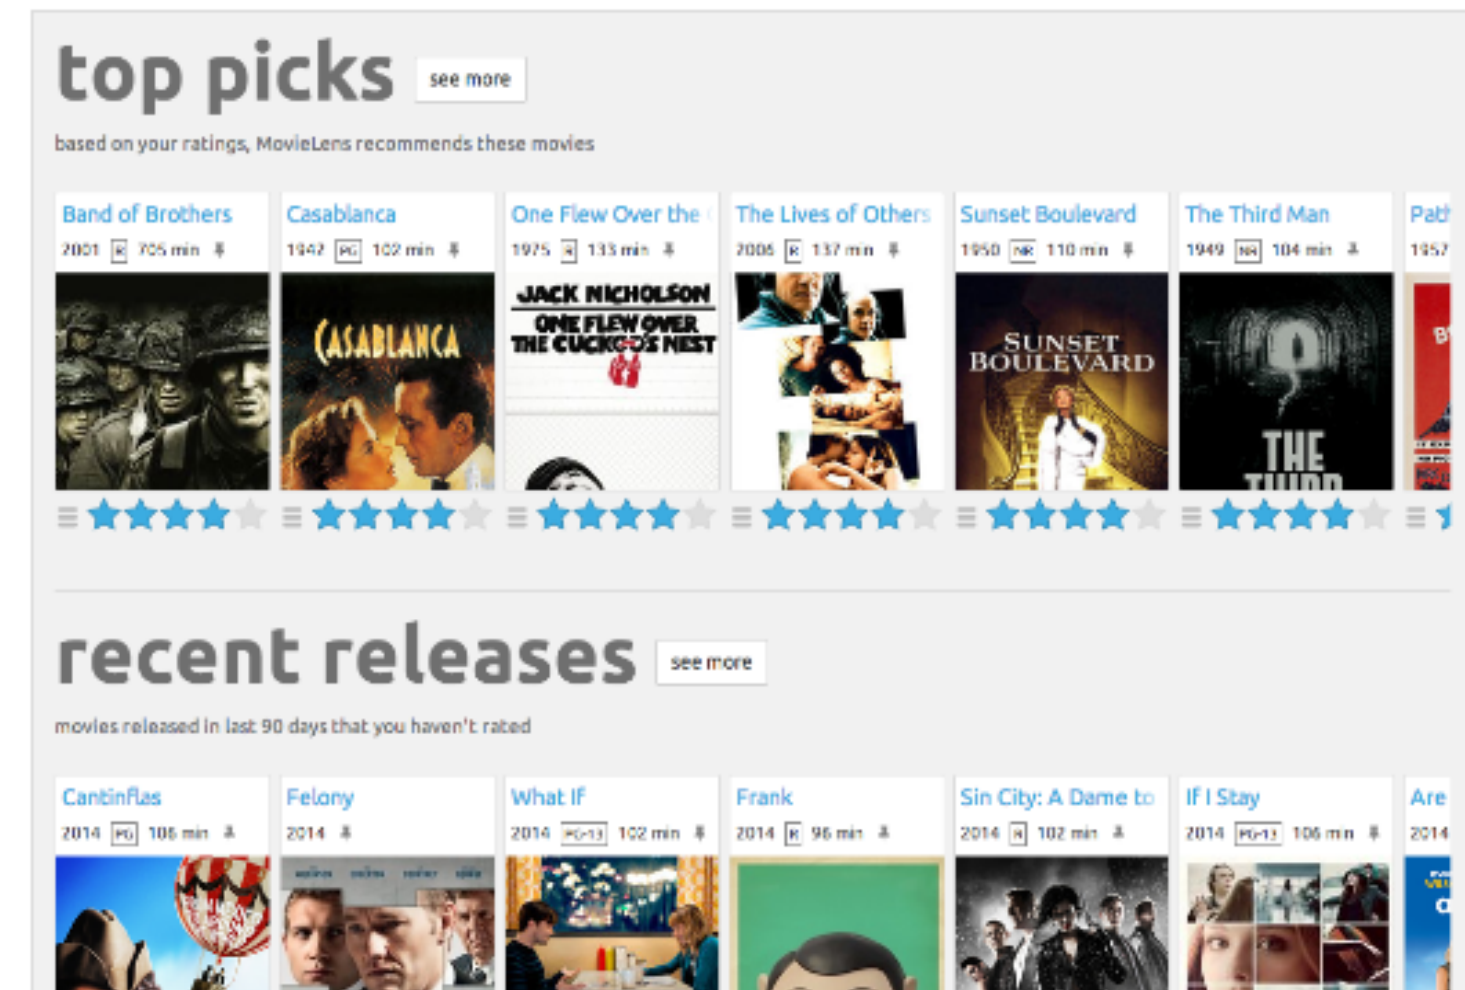 top picks see more
based on your ratings, MovieLens recommends these movies
Band of Brothers
2001 R 705 min
Casablanca
1942 PG 102 min
One Flew Over the
1975 R 133 min
The Lives of Others
2006 R 137 min
Sunset Boulevard
1950 NR 110 min
The Third Man
1949 NR 104 min
Path
1957
CASABLANCA
JACK NICHOLSON
ONE FLEW OVER
THE CUCKOO'S NEST
SUNSET
BOULEVARD
THE
THIRD
recent releases see more
movies released in last 90 days that you haven't rated
Cantinflas
2014 PG 106 min
Felony
2014
What If
2014 PG-13 102 min
Frank
2014 R 96 min
Sin City: A Dame to
2014 R 102 min
If I Stay
2014 PG-13 106 min
Are
2014